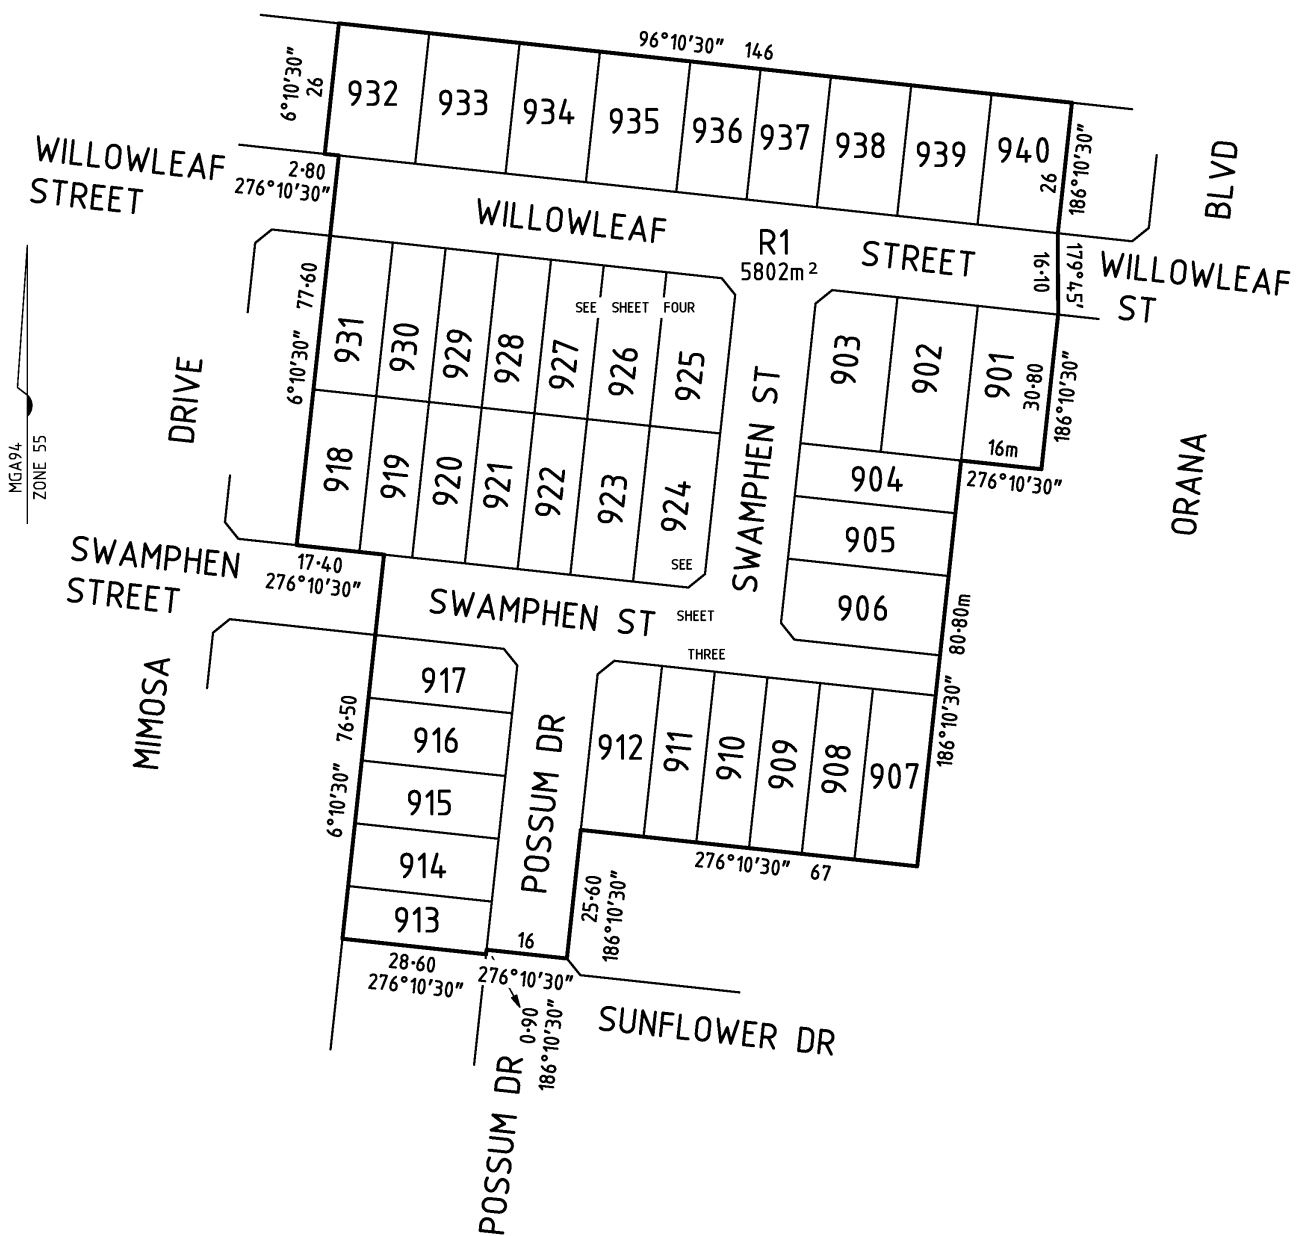 96°10'30" 146
6°10'30"
26
932
933
934
935
936
937
938
939
940
26
186°10'30"
BLVD
WILLOWLEAF
STREET
2·80
276°10'30"
WILLOWLEAF
STREET
R1
5802m²
16·10
179°45'
WILLOWLEAF
ST
SEE SHEET FOUR
6°10'30" 77·60
931
930
929
928
927
926
925
903
902
901
30·80
186°10'30"
16m
276°10'30"
DRIVE
MGA94
ZONE 55
918
919
920
921
922
923
924
SWAMPHEN ST
904
905
906
ORANA
SWAMPHEN
STREET
17·40
276°10'30"
SEE
SWAMPHEN ST
SHEET
THREE
186°10'30" 80·80m
MIMOSA
6°10'30" 76·50
917
916
915
914
913
POSSUM DR
912
911
910
909
908
907
276°10'30" 67
25·60
186°10'30"
16
28·60
276°10'30"
276°10'30"
0·90
186°10'30"
SUNFLOWER DR
POSSUM DR